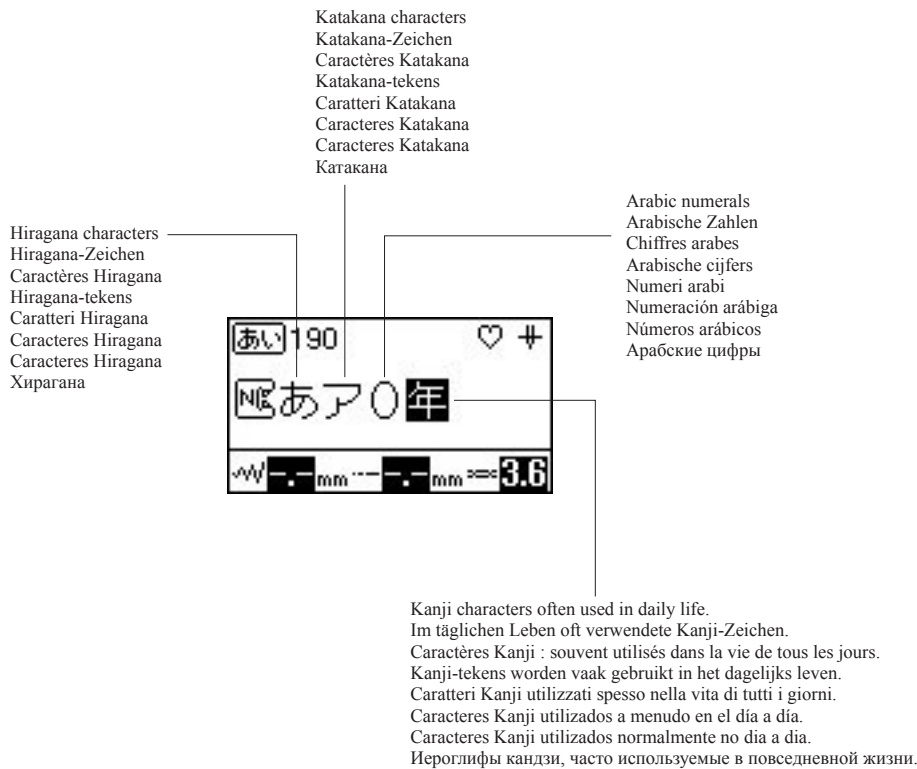 Katakana characters
Katakana-Zeichen
Caractères Katakana
Katakana-tekens
Caratteri Katakana
Caracteres Katakana
Caracteres Katakana
Катакана
Hiragana characters
Hiragana-Zeichen
Caractères Hiragana
Hiragana-tekens
Caratteri Hiragana
Caracteres Hiragana
Caracteres Hiragana
Хирагана
Arabic numerals
Arabische Zahlen
Chiffres arabes
Arabische cijfers
Numeri arabi
Numeración arábiga
Números arábicos
Арабские цифры
あい 190
あア0年
-.- mm -.- mm 3.6
Kanji characters often used in daily life.
Im täglichen Leben oft verwendete Kanji-Zeichen.
Caractères Kanji : souvent utilisés dans la vie de tous les jours.
Kanji-tekens worden vaak gebruikt in het dagelijks leven.
Caratteri Kanji utilizzati spesso nella vita di tutti i giorni.
Caracteres Kanji utilizados a menudo en el día a día.
Caracteres Kanji utilizados normalmente no dia a dia.
Иероглифы кандзи, часто используемые в повседневной жизни.